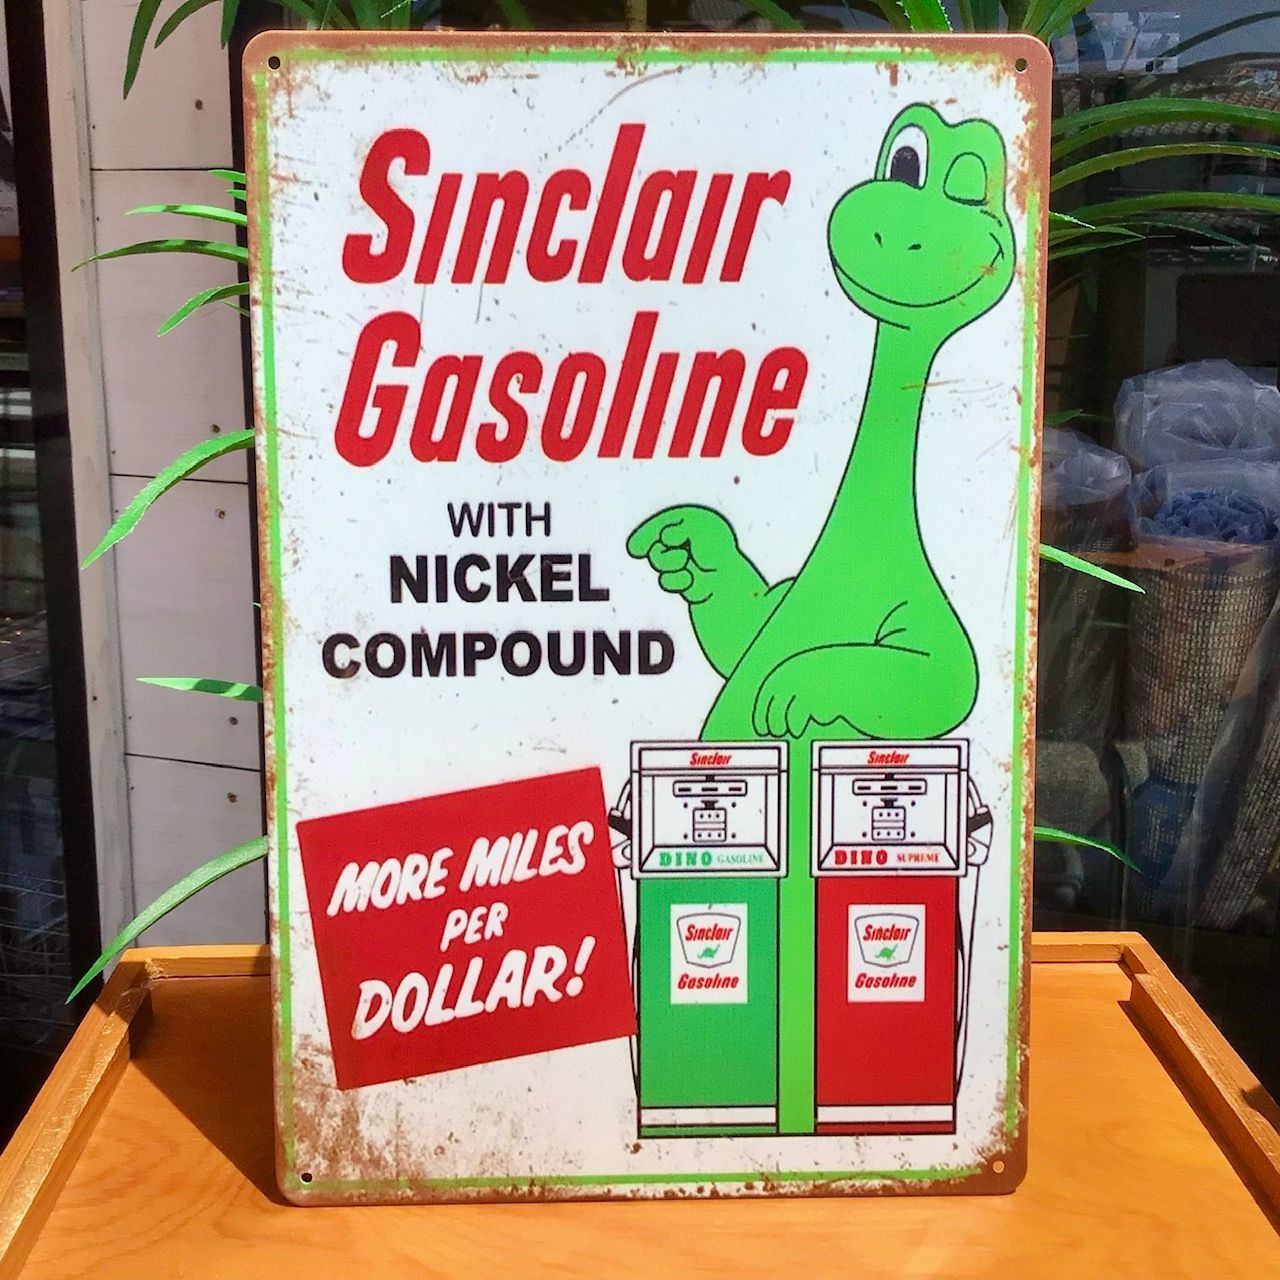 Sinclair
Gasoline
WITH
NICKEL
COMPOUND
MORE MILES
PER
DOLLAR!
Sinclair
DINO GASOLINE
Sinclair
Gasoline
Sinclair
DINO SUPREME
Sinclair
Gasoline